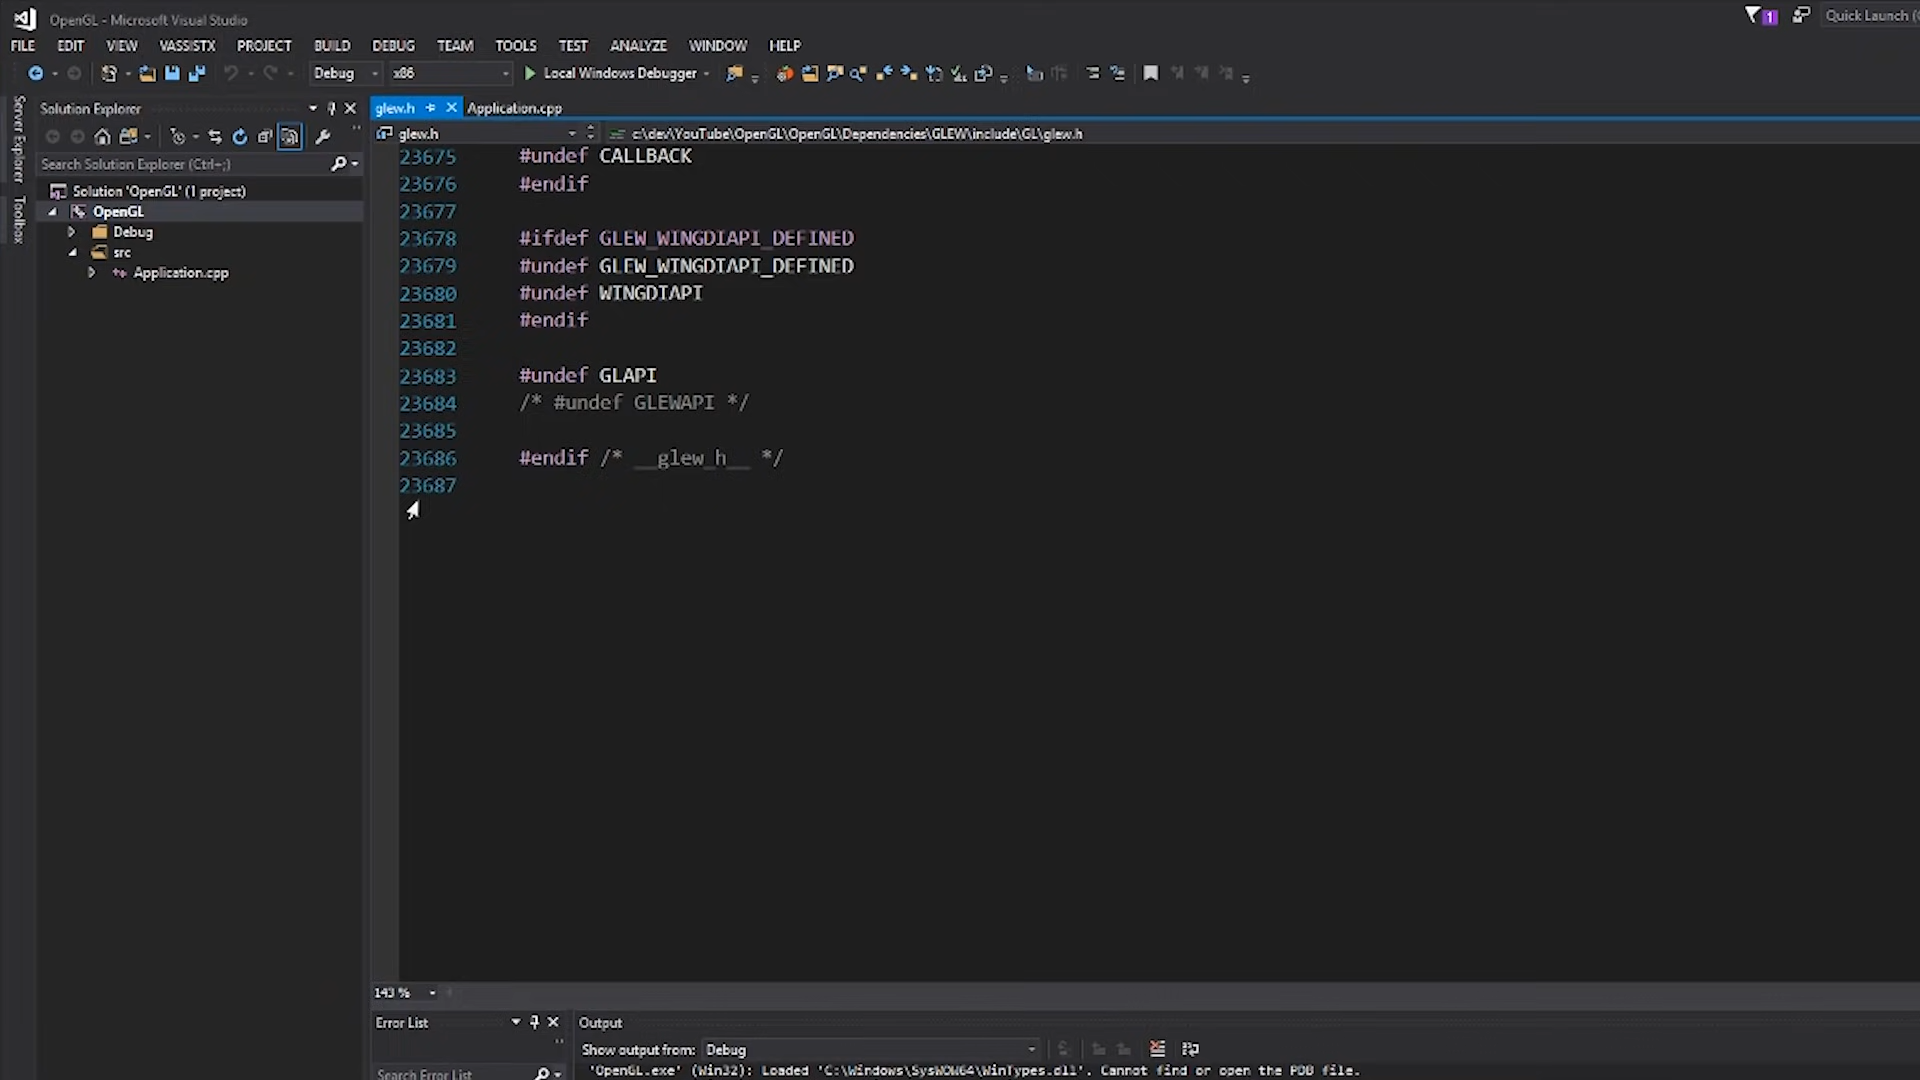 OpenGL - Microsoft Visual Studio
1
Quick Launch (
FILE EDIT VIEW VASSISTX PROJECT BUILD DEBUG TEAM TOOLS TEST ANALYZE WINDOW HELP
Debug x86 Local Windows Debugger
Server Explorer
Toolbox
Solution Explorer
Search Solution Explorer (Ctrl+;)
Solution 'OpenGL' (1 project)
OpenGL
Debug
src
Application.cpp
glew.h Application.cpp
glew.h c:\dev\YouTube\OpenGL\OpenGL\Dependencies\GLEW\include\GL\glew.h
23675 #undef CALLBACK
23676 #endif
23677
23678 #ifdef GLEW_WINGDIAPI_DEFINED
23679 #undef GLEW_WINGDIAPI_DEFINED
23680 #undef WINGDIAPI
23681 #endif
23682
23683 #undef GLAPI
23684 /* #undef GLEWAPI */
23685
23686 #endif /* __glew_h__ */
23687
143 %
Error List
Search Error List
Output
Show output from: Debug
'OpenGL.exe' (Win32): Loaded 'C:\Windows\SysWOW64\WinTypes.dll'. Cannot find or open the PDB file.